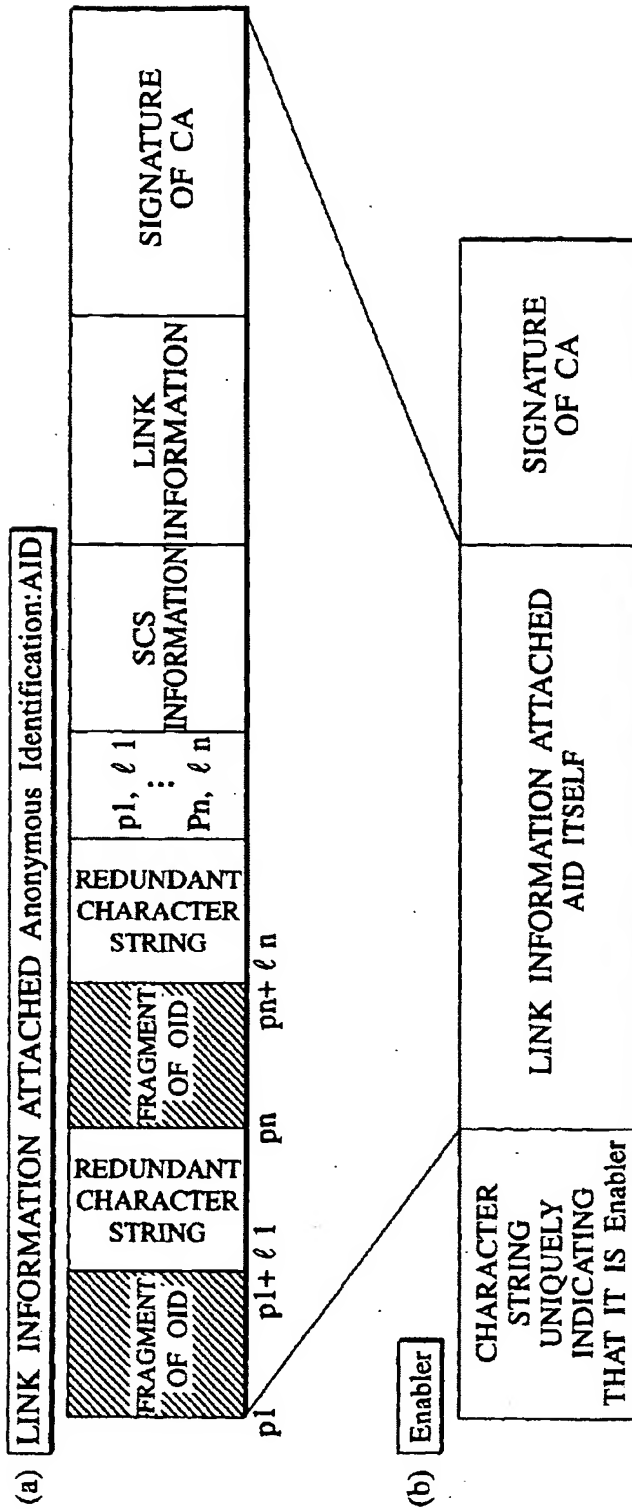 (a) LINK INFORMATION ATTACHED Anonymous Identification:AID
FRAGMENT
OF OID
REDUNDANT
CHARACTER
STRING
FRAGMENT
OF OID
REDUNDANT
CHARACTER
STRING
p1, ℓ 1
⋮
Pn, ℓ n
SCS
INFORMATION
LINK
INFORMATION
SIGNATURE
OF CA
p1
p1+ ℓ 1
pn
pn+ ℓ n
(b) Enabler
CHARACTER
STRING
UNIQUELY
INDICATING
THAT IT IS Enabler
LINK INFORMATION ATTACHED
AID ITSELF
SIGNATURE
OF CA